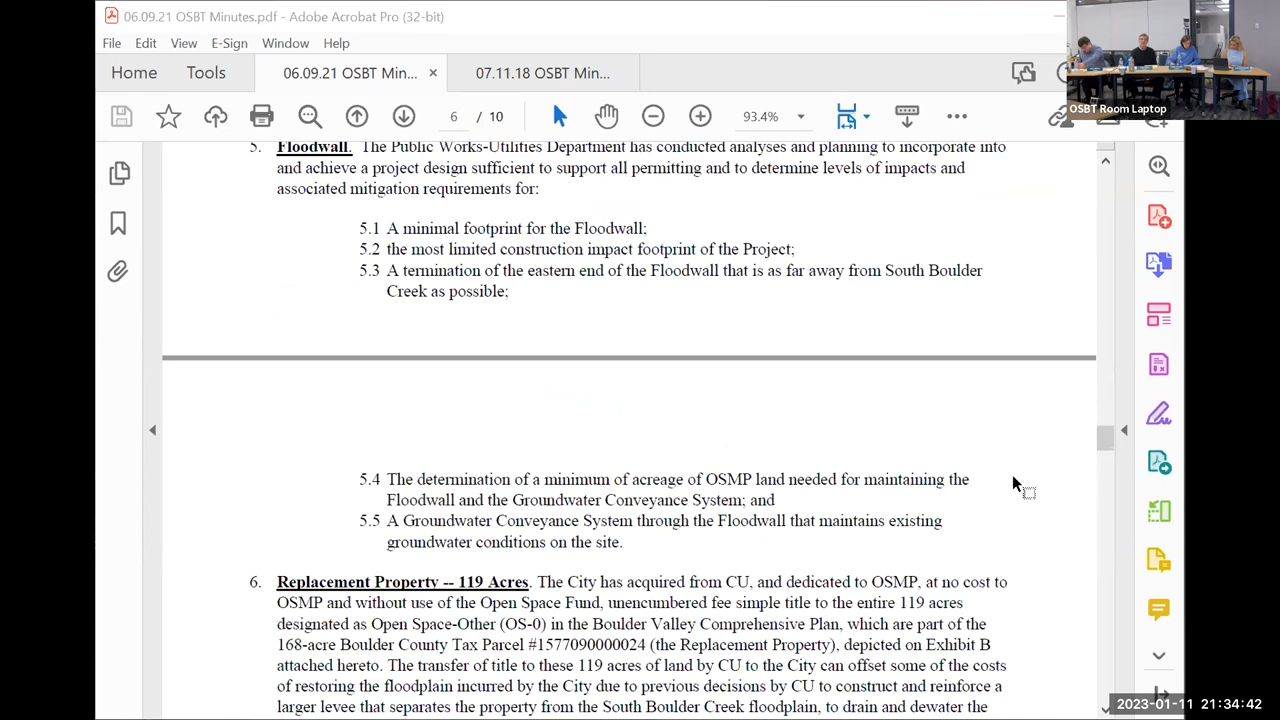 06.09.21 OSBT Minutes.pdf - Adobe Acrobat Pro (32-bit)
File Edit View E-Sign Window Help
Home Tools 06.09.21 OSBT Min... × 07.11.18 OSBT Min...
6 / 10 93.4%
OSBT Room Laptop
5. Floodwall. The Public Works-Utilities Department has conducted analyses and planning to incorporate into
and achieve a project design sufficient to support all permitting and to determine levels of impacts and
associated mitigation requirements for:
5.1 A minimal footprint for the Floodwall;
5.2 the most limited construction impact footprint of the Project;
5.3 A termination of the eastern end of the Floodwall that is as far away from South Boulder
Creek as possible;
5.4 The determination of a minimum of acreage of OSMP land needed for maintaining the
Floodwall and the Groundwater Conveyance System; and
5.5 A Groundwater Conveyance System through the Floodwall that maintains existing
groundwater conditions on the site.
6. Replacement Property -- 119 Acres. The City has acquired from CU, and dedicated to OSMP, at no cost to
OSMP and without use of the Open Space Fund, unencumbered fee simple title to the entire 119 acres
designated as Open Space-Other (OS-0) in the Boulder Valley Comprehensive Plan, which are part of the
168-acre Boulder County Tax Parcel #1577090000024 (the Replacement Property), depicted on Exhibit B
attached hereto. The transfer of title to these 119 acres of land by CU to the City can offset some of the costs
of restoring the floodplain incurred by the City due to previous decisions by CU to construct and reinforce a
larger levee that separates the Property from the South Boulder Creek floodplain, to drain and dewater the
2023-01-11 21:34:42